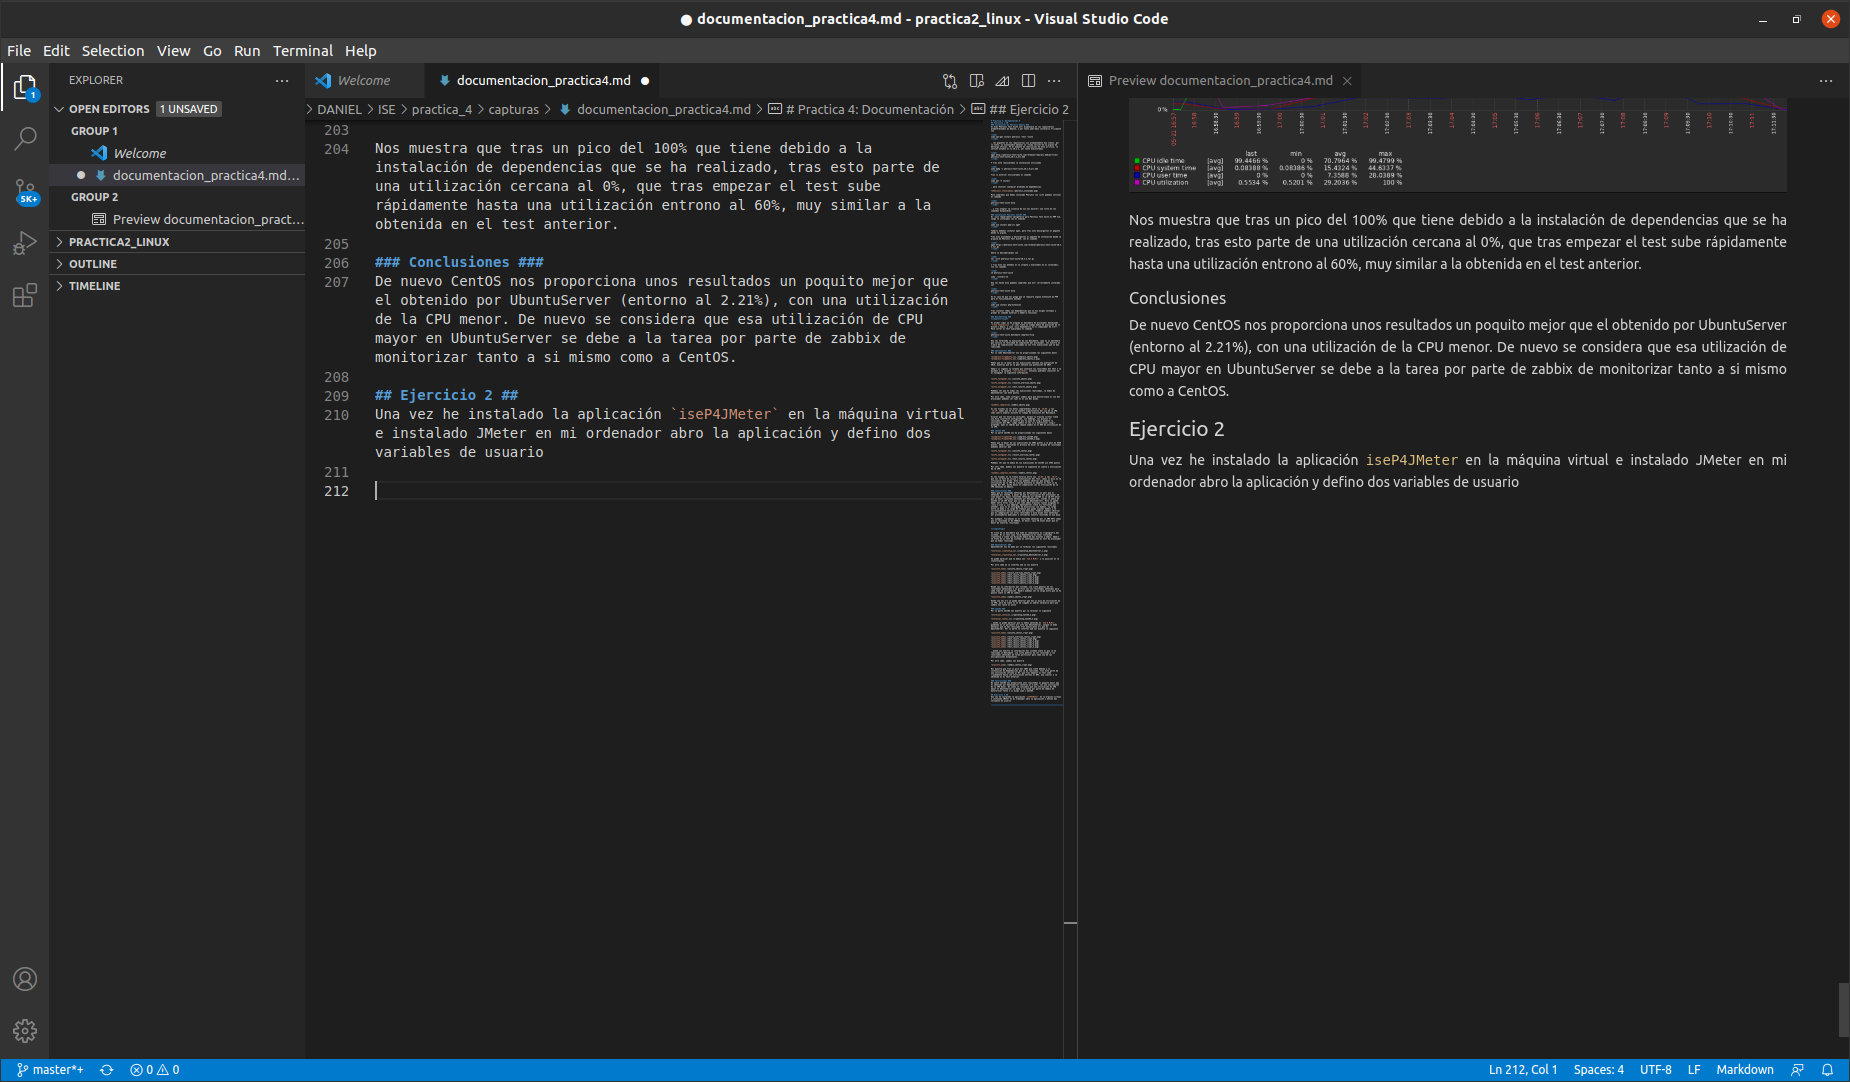 documentacion_practica4.md - practica2_linux - Visual Studio Code
File Edit Selection View Go Run Terminal Help
EXPLORER
OPEN EDITORS 1 UNSAVED
GROUP 1
Welcome
documentacion_practica4.md...
GROUP 2
Preview documentacion_pract...
PRACTICA2_LINUX
OUTLINE
TIMELINE
1
5K+
Welcome documentacion_practica4.md
DANIEL > ISE > practica_4 > capturas > documentacion_practica4.md > # Practica 4: Documentación > ## Ejercicio 2
203
204 Nos muestra que tras un pico del 100% que tiene debido a la
instalación de dependencias que se ha realizado, tras esto parte de
una utilización cercana al 0%, que tras empezar el test sube
rápidamente hasta una utilización entrono al 60%, muy similar a la
obtenida en el test anterior.
205
206 ### Conclusiones ###
207 De nuevo CentOS nos proporciona unos resultados un poquito mejor que
el obtenido por UbuntuServer (entorno al 2.21%), con una utilización
de la CPU menor. De nuevo se considera que esa utilización de CPU
mayor en UbuntuServer se debe a la tarea por parte de zabbix de
monitorizar tanto a si mismo como a CentOS.
208
209 ## Ejercicio 2 ##
210 Una vez he instalado la aplicación `iseP4JMeter` en la máquina virtual
e instalado JMeter en mi ordenador abro la aplicación y defino dos
variables de usuario
211
212
Preview documentacion_practica4.md
0 %
last min avg max
CPU idle time [avg] 99.4466 % 0 % 70.7964 % 99.4799 %
CPU system time [avg] 0.08388 % 0.08386 % 15.4324 % 44.6337 %
CPU user time [avg] 0 % 0 % 7.3588 % 28.0389 %
CPU utilization [avg] 0.5534 % 0.5201 % 29.2036 % 100 %
Nos muestra que tras un pico del 100% que tiene debido a la instalación de dependencias que se ha
realizado, tras esto parte de una utilización cercana al 0%, que tras empezar el test sube rápidamente
hasta una utilización entrono al 60%, muy similar a la obtenida en el test anterior.
Conclusiones
De nuevo CentOS nos proporciona unos resultados un poquito mejor que el obtenido por UbuntuServer
(entorno al 2.21%), con una utilización de la CPU menor. De nuevo se considera que esa utilización de
CPU mayor en UbuntuServer se debe a la tarea por parte de zabbix de monitorizar tanto a si mismo
como a CentOS.
Ejercicio 2
Una vez he instalado la aplicación iseP4JMeter en la máquina virtual e instalado JMeter en mi
ordenador abro la aplicación y defino dos variables de usuario
master*+ 0 0
Ln 212, Col 1 Spaces: 4 UTF-8 LF Markdown